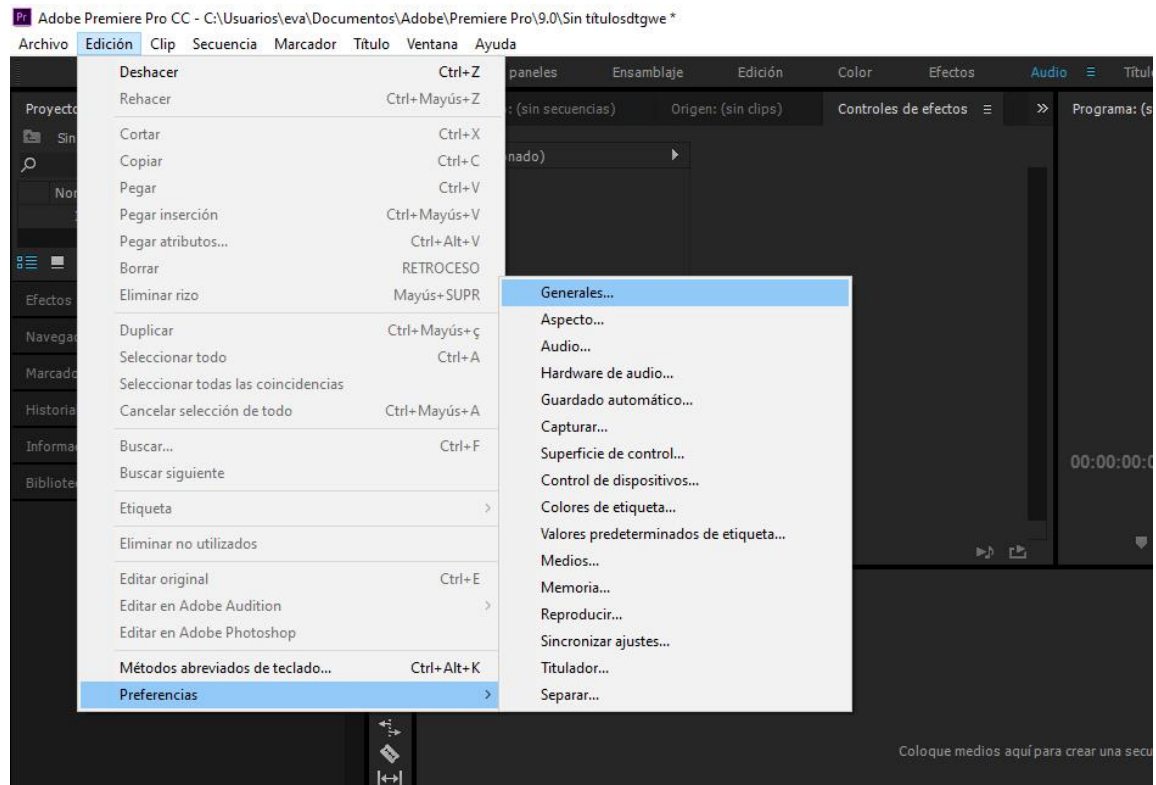 Pr Adobe Premiere Pro CC - C:\Usuarios\eva\Documentos\Adobe\Premiere Pro\9.0\Sin títulosdtgwe *
Archivo Edición Clip Secuencia Marcador Título Ventana Ayuda
paneles Ensamblaje Edición Color Efectos Audio
Proyecto (sin secuencias) Origen: (sin clips) Controles de efectos Programa:
Sin
Deshacer Ctrl+Z
Rehacer Ctrl+Mayús+Z
Cortar Ctrl+X
Copiar Ctrl+C
Pegar Ctrl+V
Pegar inserción Ctrl+Mayús+V
Pegar atributos... Ctrl+Alt+V
Borrar RETROCESO
Eliminar rizo Mayús+SUPR
Duplicar Ctrl+Mayús+ç
Seleccionar todo Ctrl+A
Seleccionar todas las coincidencias
Cancelar selección de todo Ctrl+Mayús+A
Buscar... Ctrl+F
Buscar siguiente
Etiqueta
Eliminar no utilizados
Editar original Ctrl+E
Editar en Adobe Audition
Editar en Adobe Photoshop
Métodos abreviados de teclado... Ctrl+Alt+K
Preferencias
Generales...
Aspecto...
Audio...
Hardware de audio...
Guardado automático...
Capturar...
Superficie de control...
Control de dispositivos...
Colores de etiqueta...
Valores predeterminados de etiqueta...
Medios...
Memoria...
Reproducir...
Sincronizar ajustes...
Titulador...
Separar...
Efectos
Historia
00:00:00:0
Coloque medios aquí para crear una secu